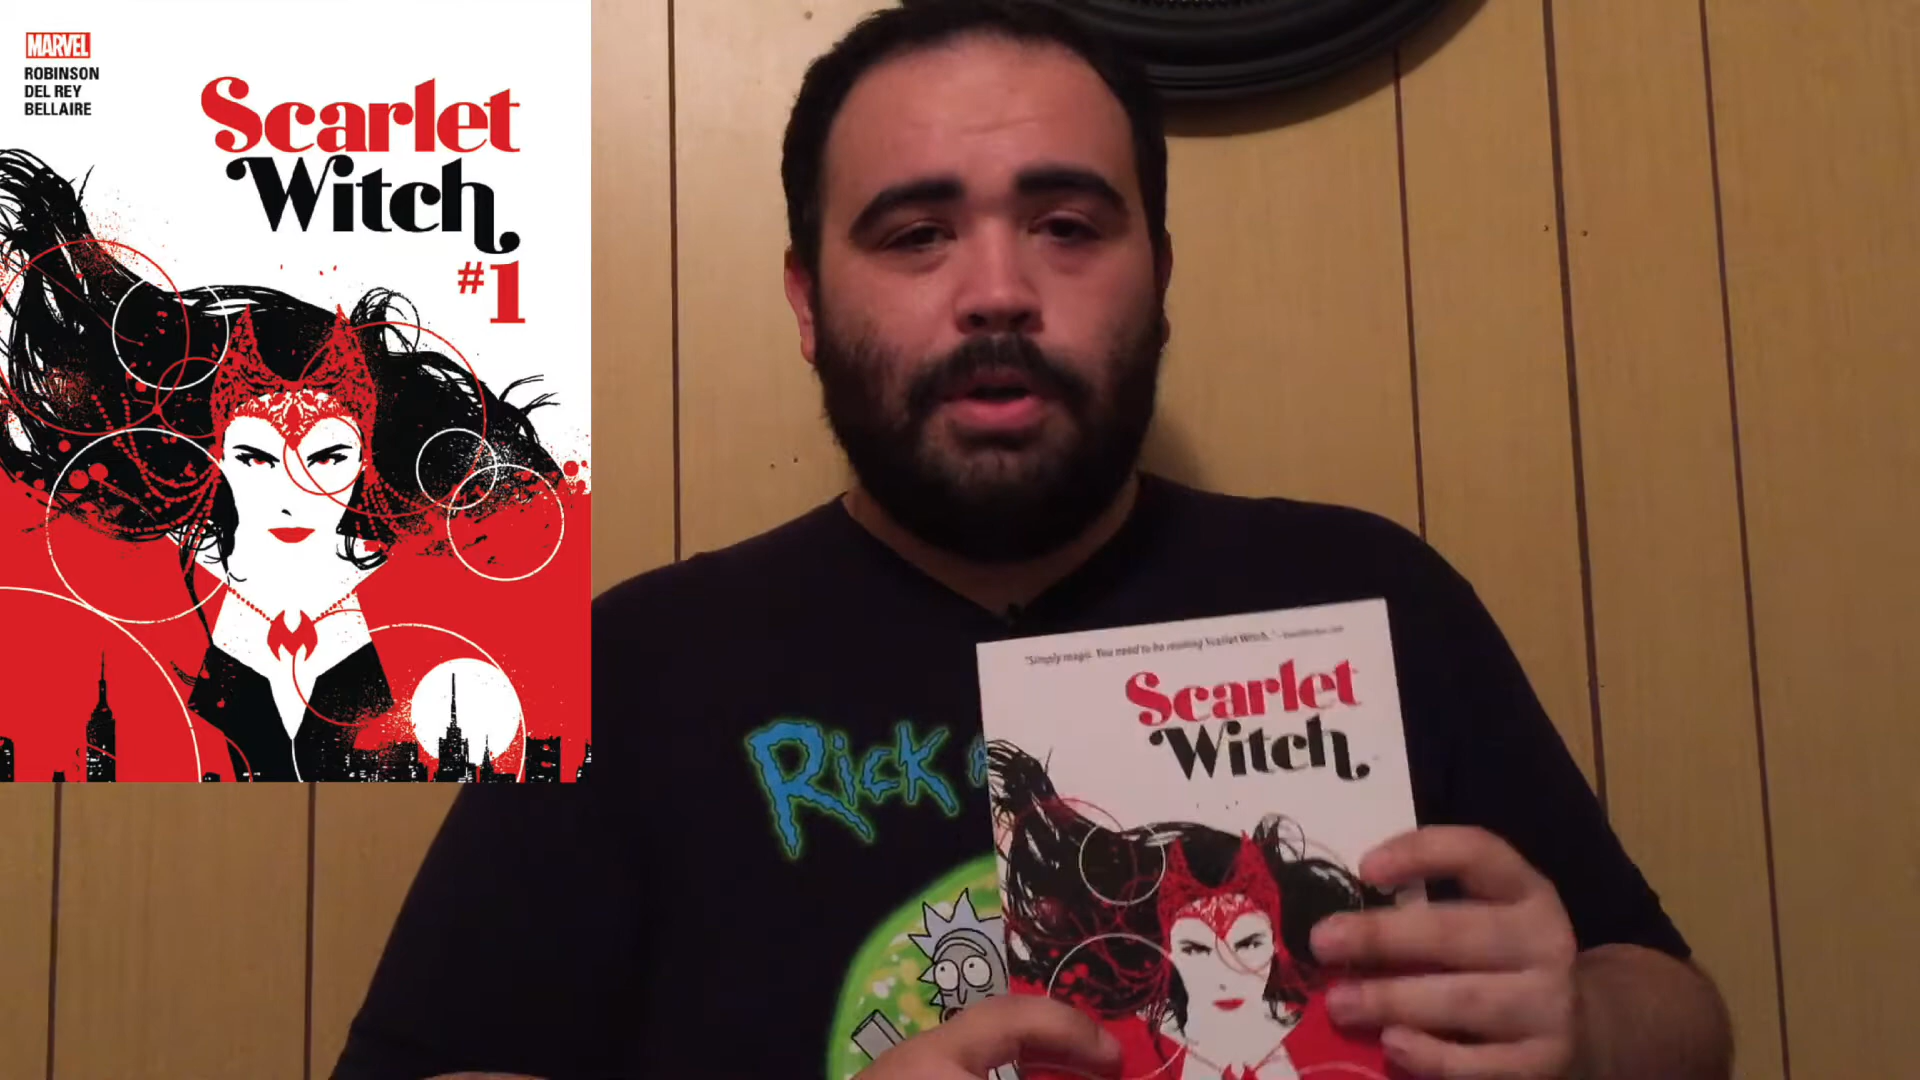 MARVEL
ROBINSON
DEL REY
BELLAIRE
Scarlet
Witch
#1
"Simply magic. You need to be reading Scarlet Witch."
Scarlet
Witch
Rick